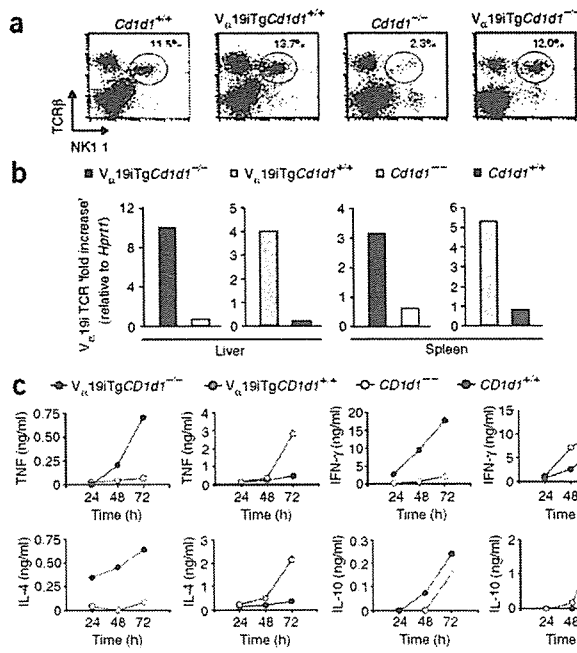 a
Cd1d1+/+ Vα19iTgCd1d1+/+ Cd1d1−/− Vα19iTgCd1d1−/−
11.5% 13.7% 2.3% 12.0%
TCRβ
NK1 1
b
Vα19iTgCd1d1−/− Vα19iTgCd1d1+/+ Cd1d1−− Cd1d1+/+
Vα19i TCR 'fold increase'
(relative to Hprt1)
12 5 4 6
8 4 3 5
4 3 2 4
0 2 1 3
1 0 2
0 1
0
Liver Spleen
c
Vα19iTgCD1d1−/− Vα19iTgCD1d1++ CD1d1−− CD1d1+/+
TNF (ng/ml) TNF (ng/ml) IFN-γ (ng/ml) IFN-γ (ng/ml)
0.75 4 20 15
0.5 3 15 10
0.25 2 10 5
0 1 5 0
0 0
24 48 72 24 48 72 24 48 72 24 48
Time (h) Time (h) Time (h) Time
IL-4 (ng/ml) IL-4 (ng/ml) IL-10 (ng/ml) IL-10 (ng/ml)
0.75 3 0.3 1.0
0.5 2 0.2 0.5
0.25 1 0.1 0
0 0 0
24 48 72 24 48 72 24 48 72 24 48
Time (h) Time (h) Time (h) Time